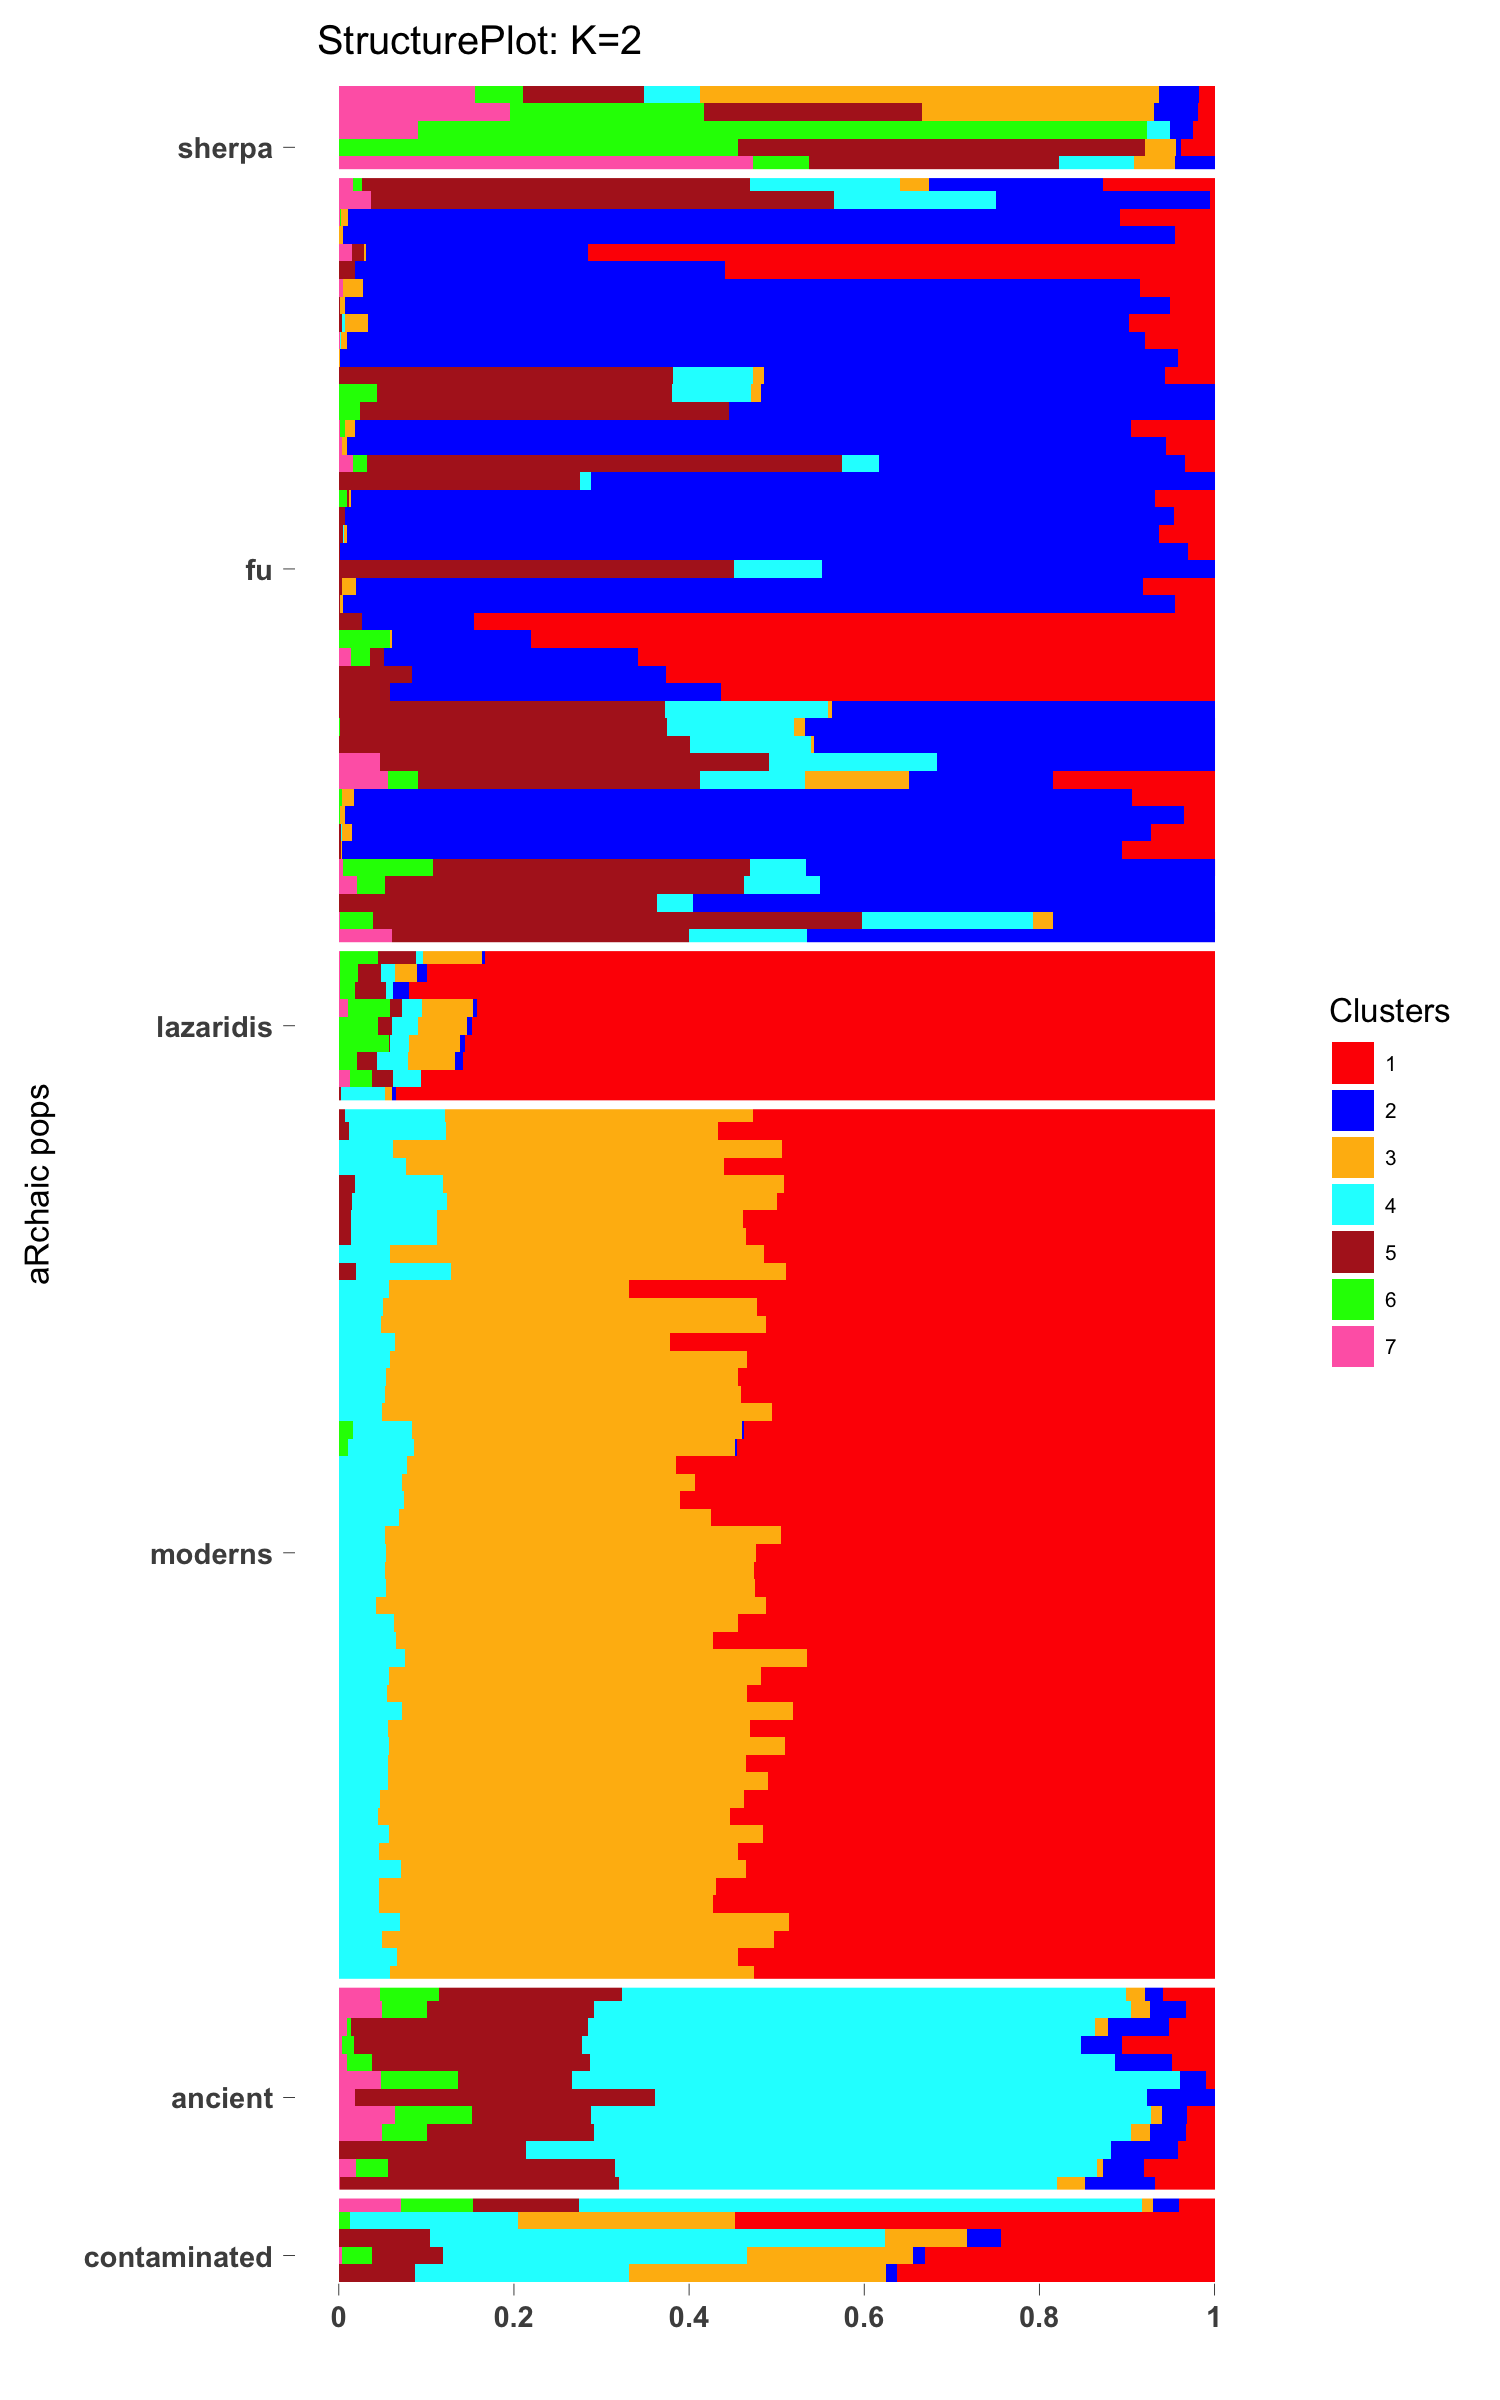 StructurePlot: K=2
sherpa
fu
lazaridis
moderns
ancient
contaminated
aRchaic pops
0 0.2 0.4 0.6 0.8 1
Clusters
1
2
3
4
5
6
7